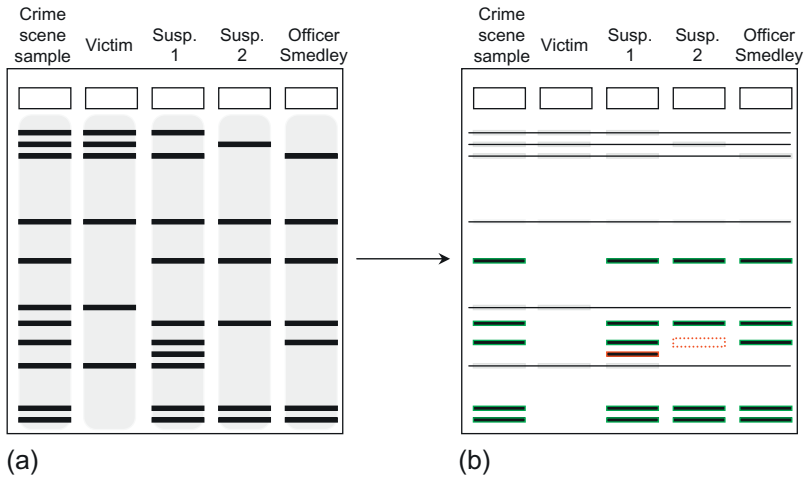 Crime
scene
sample
Victim
Susp.
1
Susp.
2
Officer
Smedley
(a)
Crime
scene
sample
Victim
Susp.
1
Susp.
2
Officer
Smedley
(b)